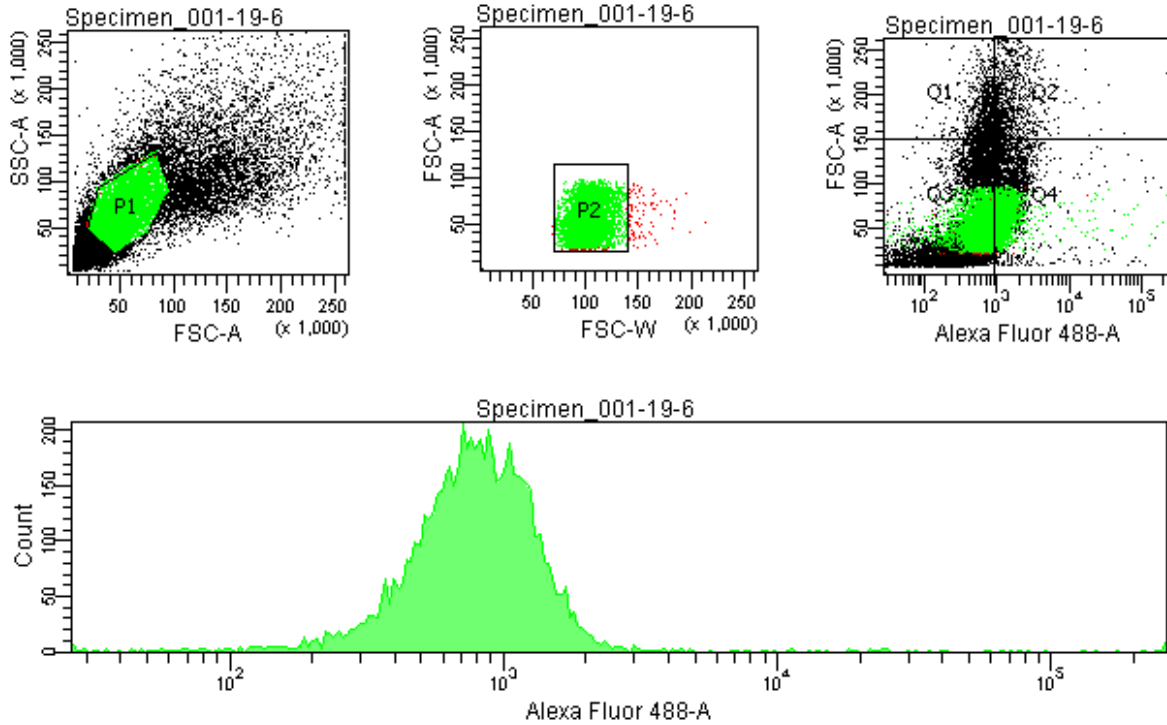 Specimen_001-19-6
SSC-A (x 1,000)
50 100 150 200 250
P1
50 100 150 200 250
FSC-A (x 1,000)
Specimen_001-19-6
FSC-A (x 1,000)
50 100 150 200 250
P2
50 100 150 200 250
FSC-W (x 1,000)
Specimen_001-19-6
FSC-A (x 1,000)
50 100 150 200 250
Q1 Q2
Q3 Q4
10² 10³ 10⁴ 10⁵
Alexa Fluor 488-A
Specimen_001-19-6
Count
0 50 100 150 200
10² 10³ 10⁴ 10⁵
Alexa Fluor 488-A